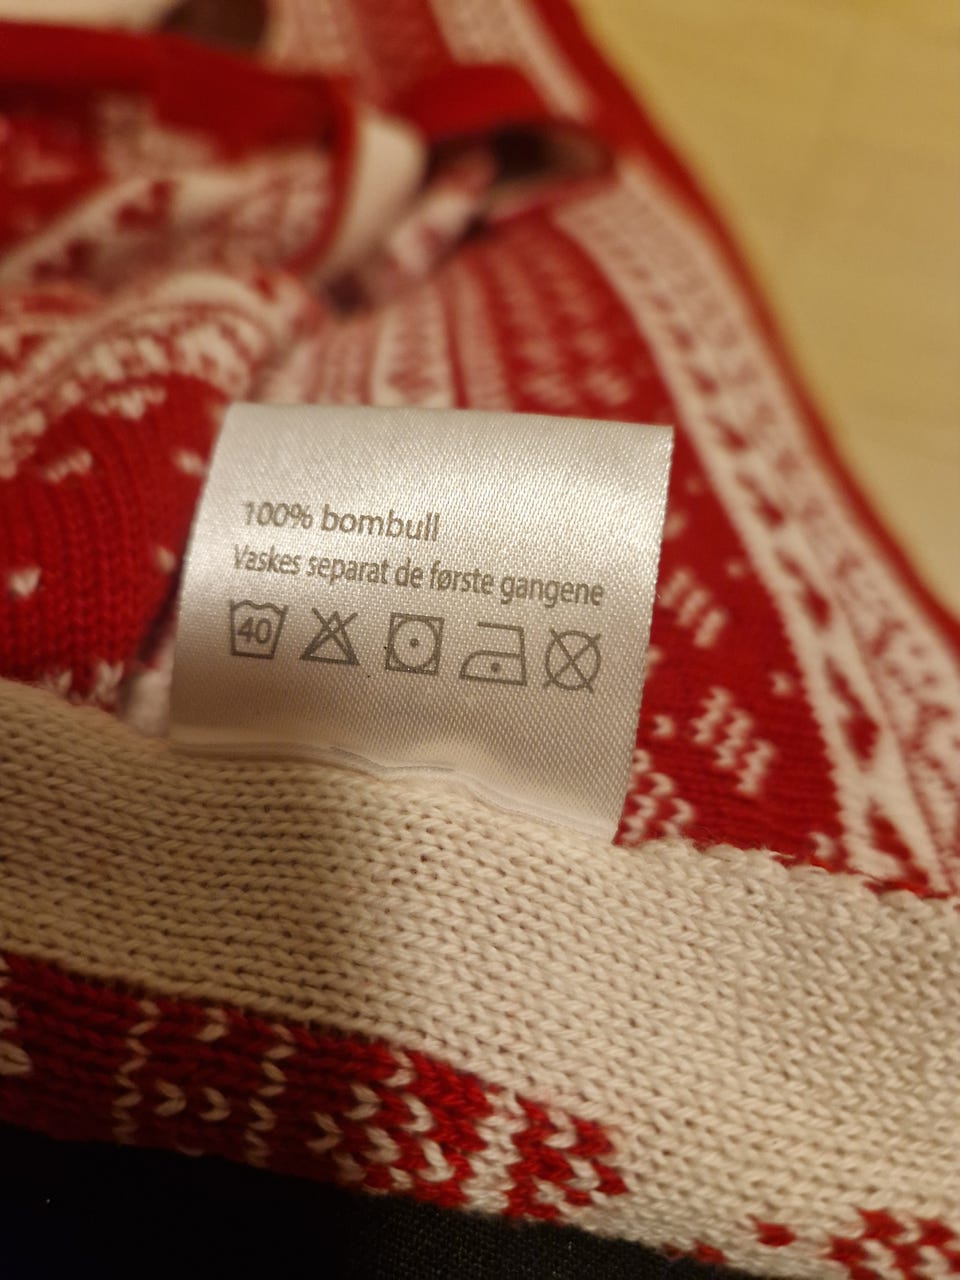 100% bombull
Vaskes separat de første gangene
40